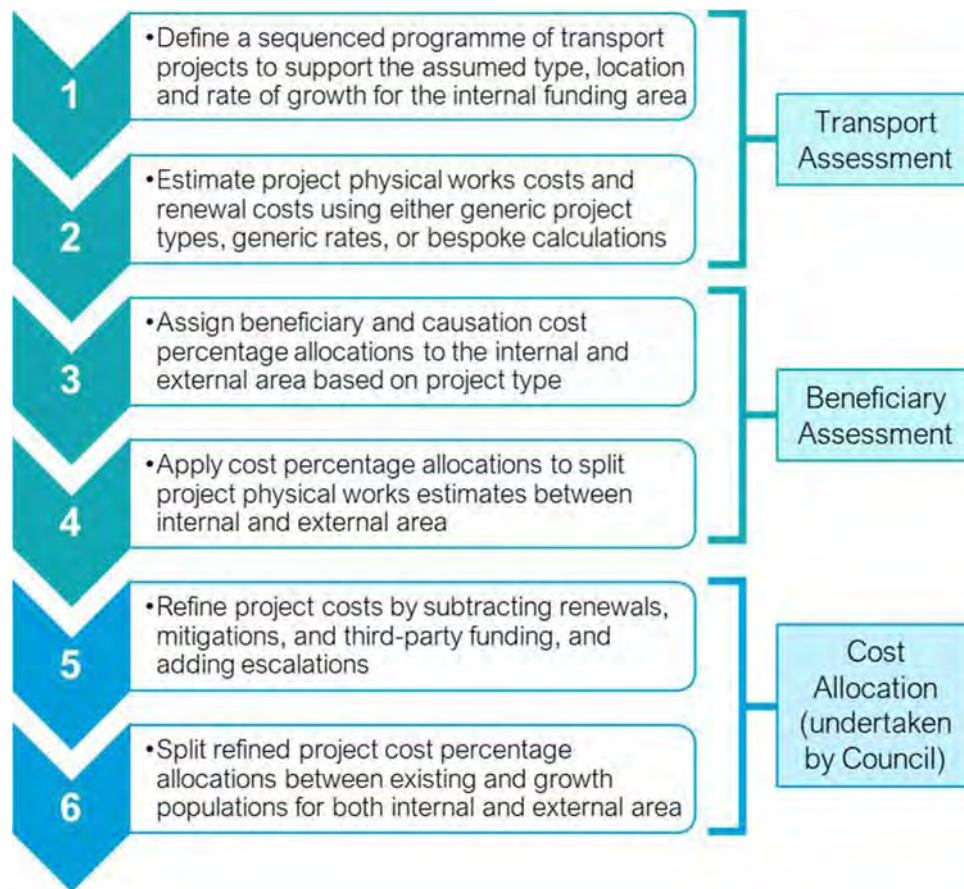 1
•Define a sequenced programme of transport
projects to support the assumed type, location
and rate of growth for the internal funding area
2
•Estimate project physical works costs and
renewal costs using either generic project
types, generic rates, or bespoke calculations
Transport
Assessment
3
•Assign beneficiary and causation cost
percentage allocations to the internal and
external area based on project type
4
•Apply cost percentage allocations to split
project physical works estimates between
internal and external area
Beneficiary
Assessment
5
•Refine project costs by subtracting renewals,
mitigations, and third-party funding, and
adding escalations
6
•Split refined project cost percentage
allocations between existing and growth
populations for both internal and external area
Cost
Allocation
(undertaken
by Council)